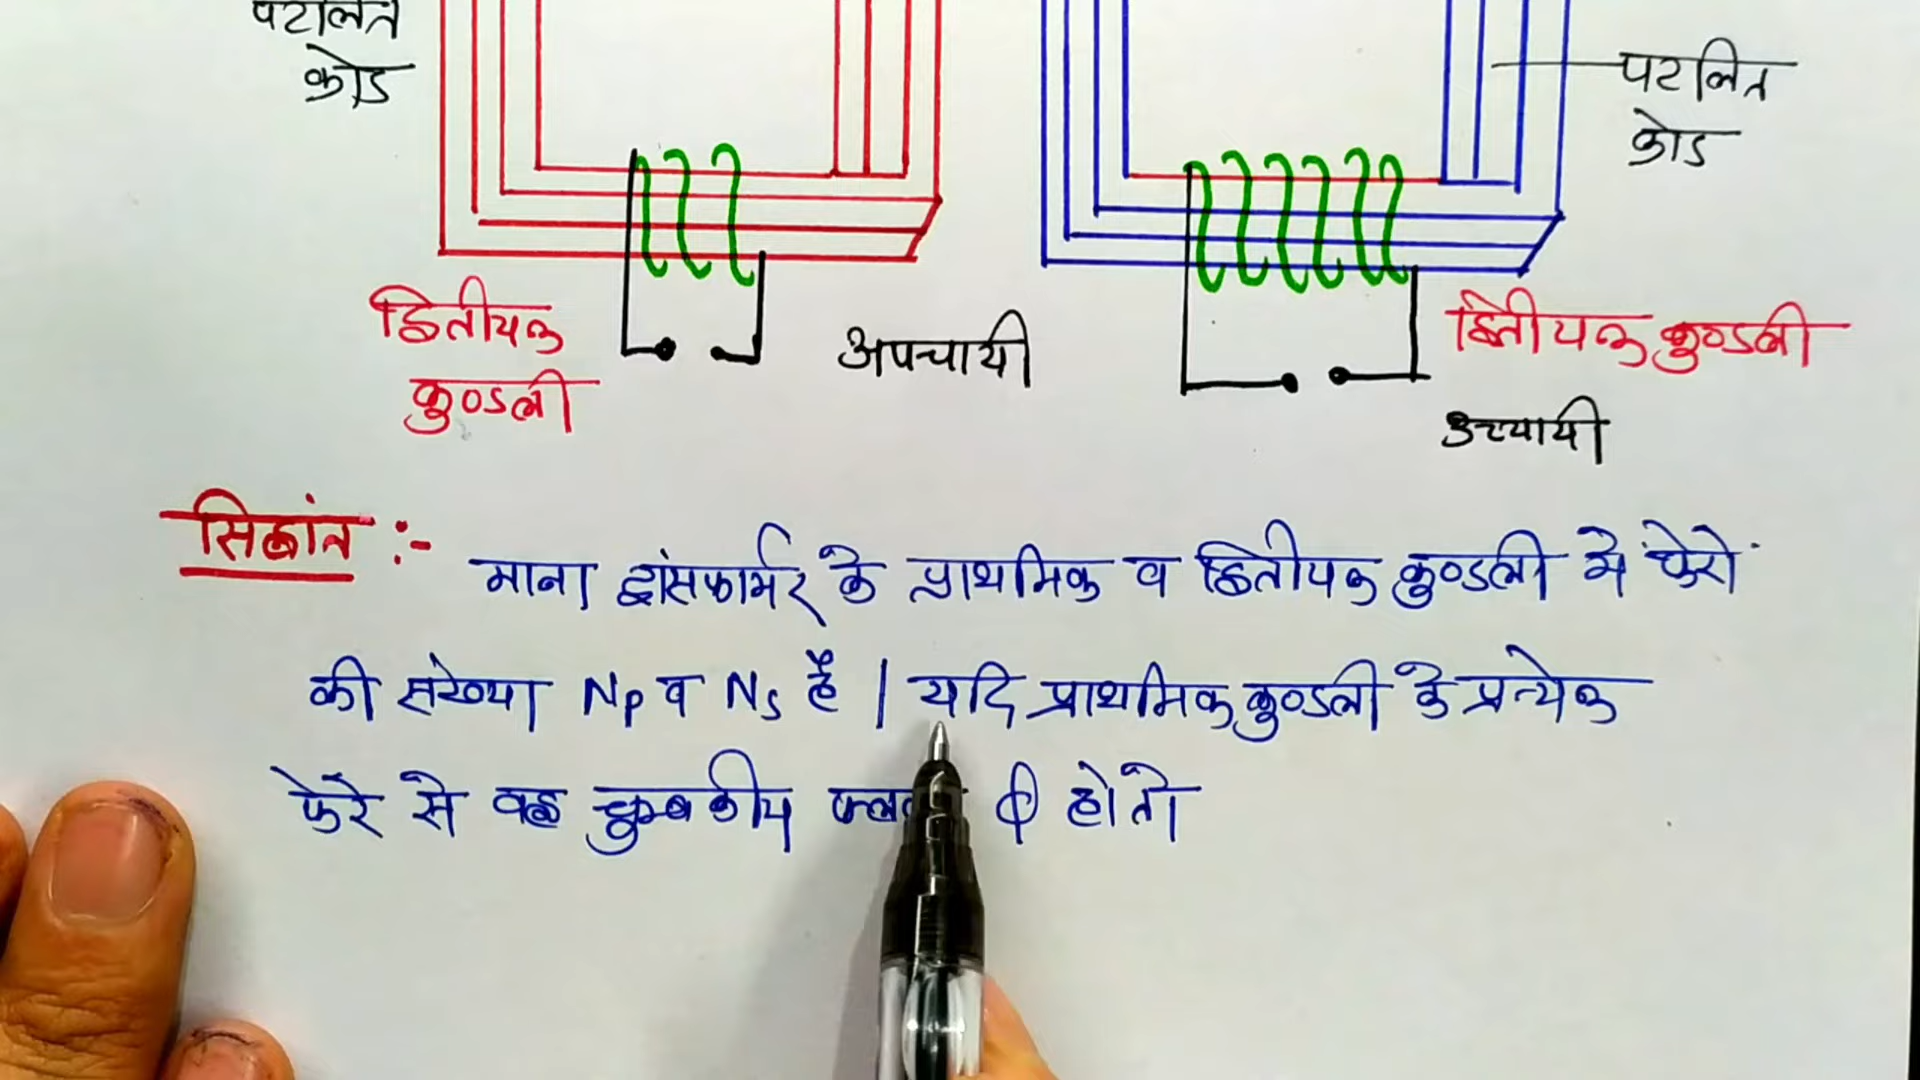 पटलित
क्रोड
पटलित
क्रोड
द्वितीयक
कुण्डली
अपचायी
द्वितीयक कुण्डली
उच्चायी
सिद्धांत :-
माना ट्रांसफार्मर के प्राथमिक व द्वितीयक कुण्डली मे फेरो
की संख्या Np व Ns है | यदि प्राथमिक कुण्डली के प्रत्येक
फेरे से बद्ध चुम्बकीय ϕ हो तो